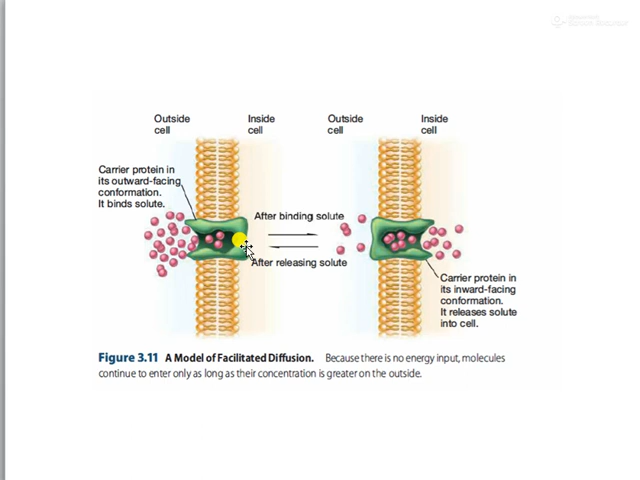 Outside
cell
Inside
cell
Outside
cell
Inside
cell
Carrier protein in
its outward-facing
conformation.
It binds solute.
After binding solute
After releasing solute
Carrier protein in
its inward-facing
conformation.
It releases solute
into cell.
Figure 3.11 A Model of Facilitated Diffusion. Because there is no energy input, molecules
continue to enter only as long as their concentration is greater on the outside.